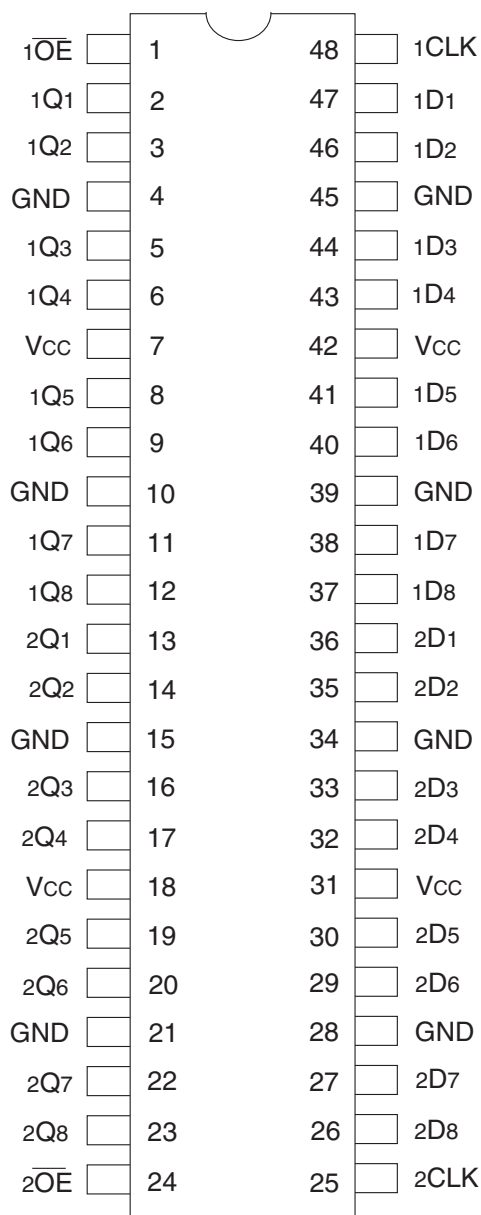 1OE 1 48 1CLK
1Q1 2 47 1D1
1Q2 3 46 1D2
GND 4 45 GND
1Q3 5 44 1D3
1Q4 6 43 1D4
VCC 7 42 VCC
1Q5 8 41 1D5
1Q6 9 40 1D6
GND 10 39 GND
1Q7 11 38 1D7
1Q8 12 37 1D8
2Q1 13 36 2D1
2Q2 14 35 2D2
GND 15 34 GND
2Q3 16 33 2D3
2Q4 17 32 2D4
VCC 18 31 VCC
2Q5 19 30 2D5
2Q6 20 29 2D6
GND 21 28 GND
2Q7 22 27 2D7
2Q8 23 26 2D8
2OE 24 25 2CLK